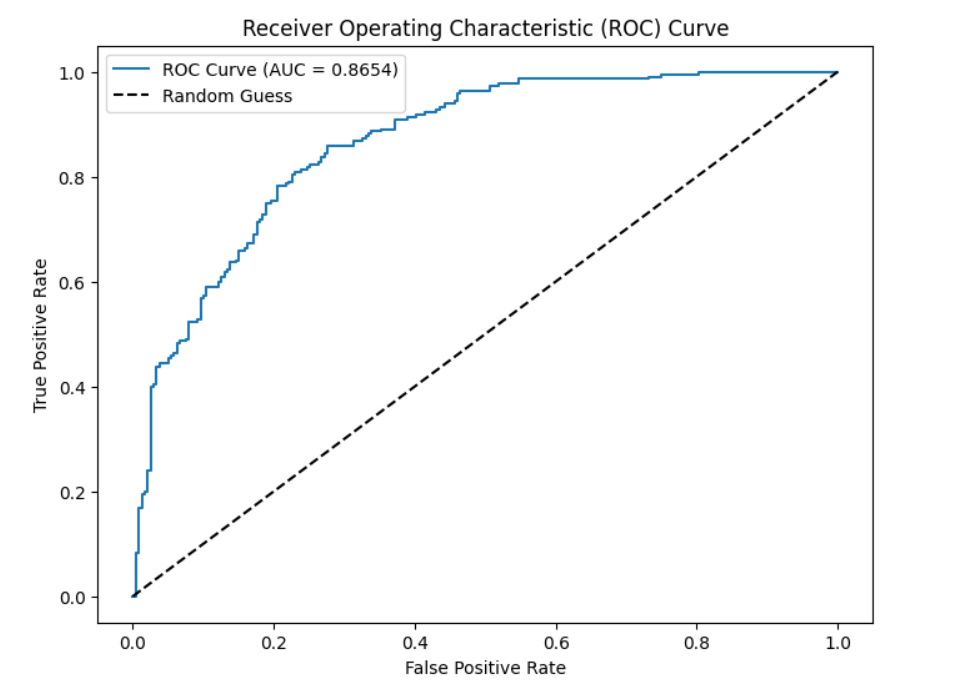 Receiver Operating Characteristic (ROC) Curve
ROC Curve (AUC = 0.8654)
Random Guess
1.0
0.8
0.6
0.4
0.2
0.0
True Positive Rate
0.0 0.2 0.4 0.6 0.8 1.0
False Positive Rate